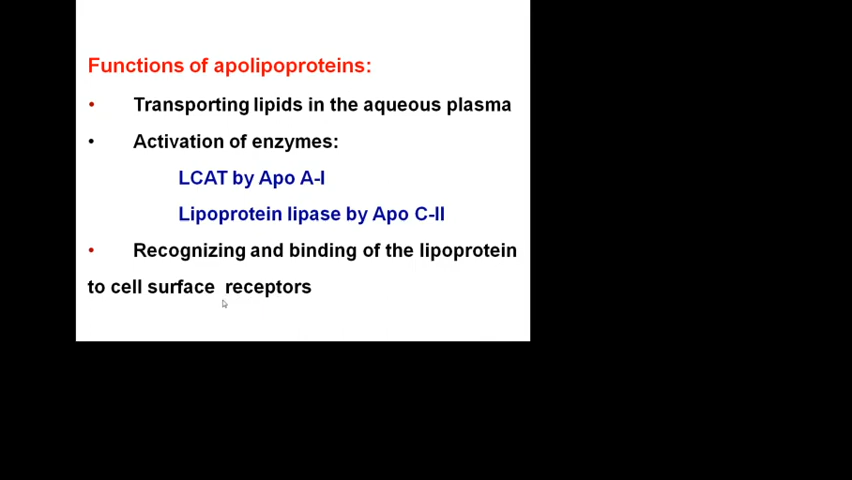 Functions of apolipoproteins:
• Transporting lipids in the aqueous plasma
• Activation of enzymes:
LCAT by Apo A-I
Lipoprotein lipase by Apo C-II
• Recognizing and binding of the lipoprotein
to cell surface receptors